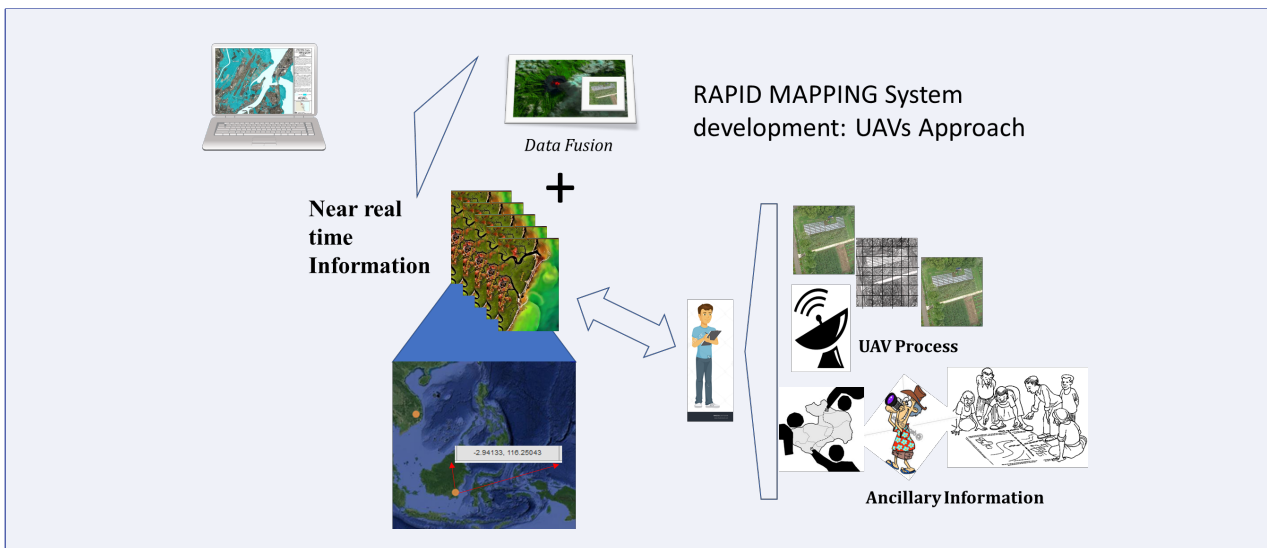 RAPID MAPPING System
development: UAVs Approach
Data Fusion
+
Near real
time
Information
UAV Process
-2.94133, 116.25043
Ancillary Information